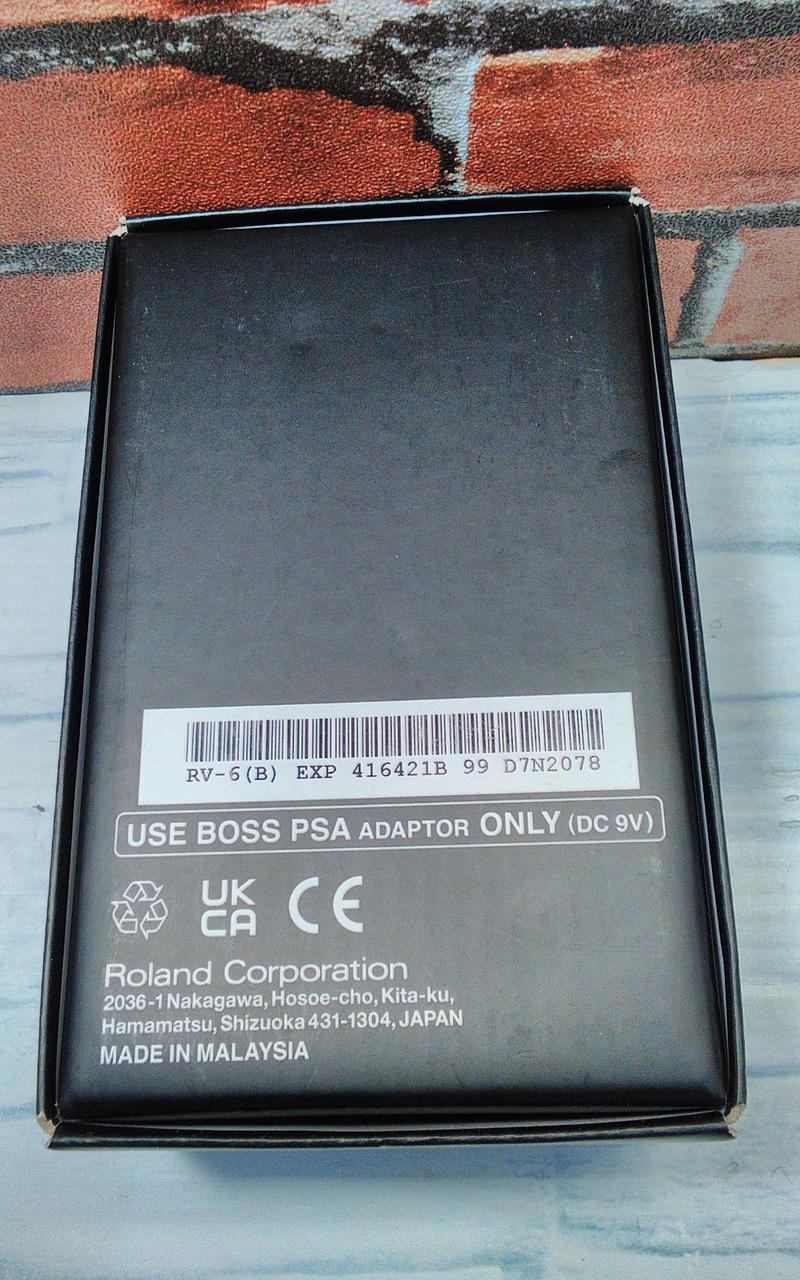 RV-6(B) EXP 416421B 99 D7N2078
USE BOSS PSA ADAPTOR ONLY (DC 9V)
UK
CA
CE
Roland Corporation
2036-1 Nakagawa, Hosoe-cho, Kita-ku,
Hamamatsu, Shizuoka 431-1304, JAPAN
MADE IN MALAYSIA